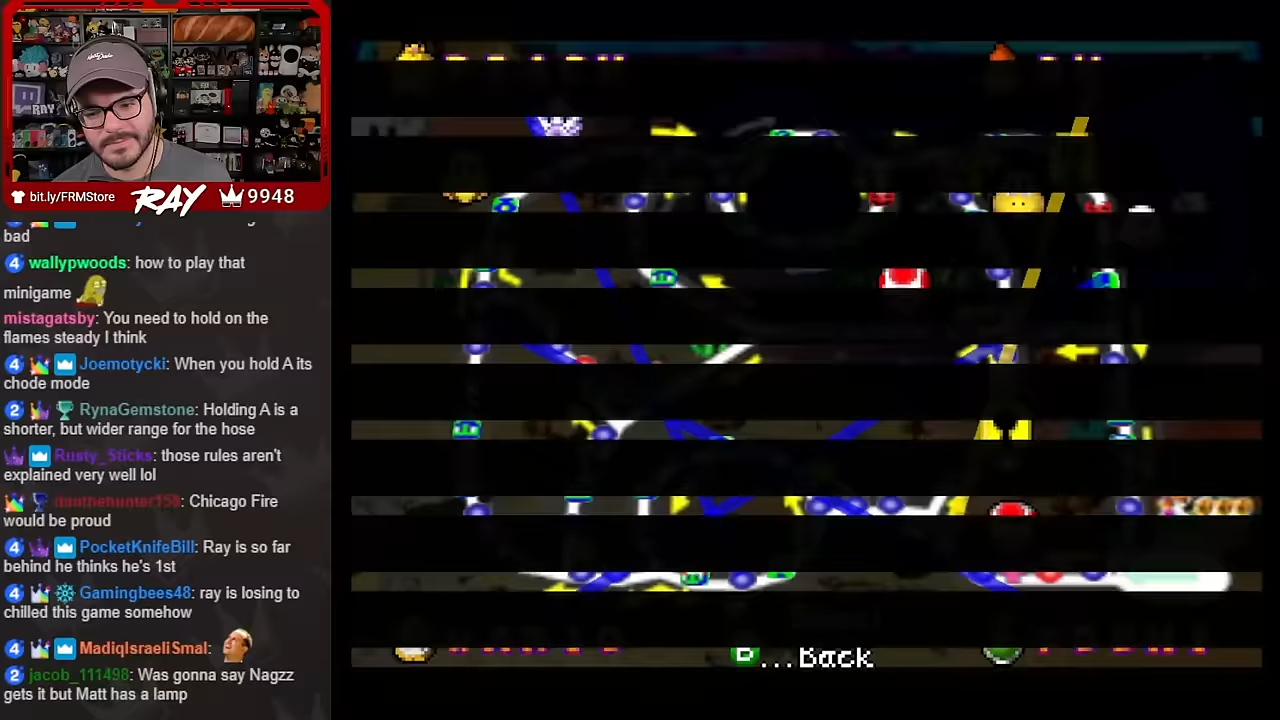 RAY
bit.ly/FRMStore
RAY
9948
bad
4 wallypwoods: how to play that
minigame
mistagatsby: You need to hold on the
flames steady I think
4 Joemotycki: When you hold A its
chode mode
2 RynaGemstone: Holding A is a
shorter, but wider range for the hose
Rusty_Sticks: those rules aren't
explained very well lol
: Chicago Fire
would be proud
4 PocketKnifeBill: Ray is so far
behind he thinks he's 1st
4 Gamingbees48: ray is losing to
chilled this game somehow
4 MadiqIsraeliSmal:
2 jacob_111498: Was gonna say Nagzz
gets it but Matt has a lamp
...Back